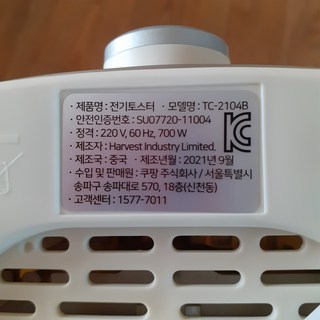 · 제품명 : 전기토스터 · 모델명 : TC-2104B
· 안전인증번호 : SU07720-11004
· 정격 : 220 V, 60 Hz, 700 W
· 제조자 : Harvest Industry Limited.
· 제조국 : 중국 · 제조년월 : 2021년 9월
· 수입 및 판매원 : 쿠팡 주식회사 / 서울특별시
송파구 송파대로 570, 18층(신천동)
· 고객센터 : 1577-7011